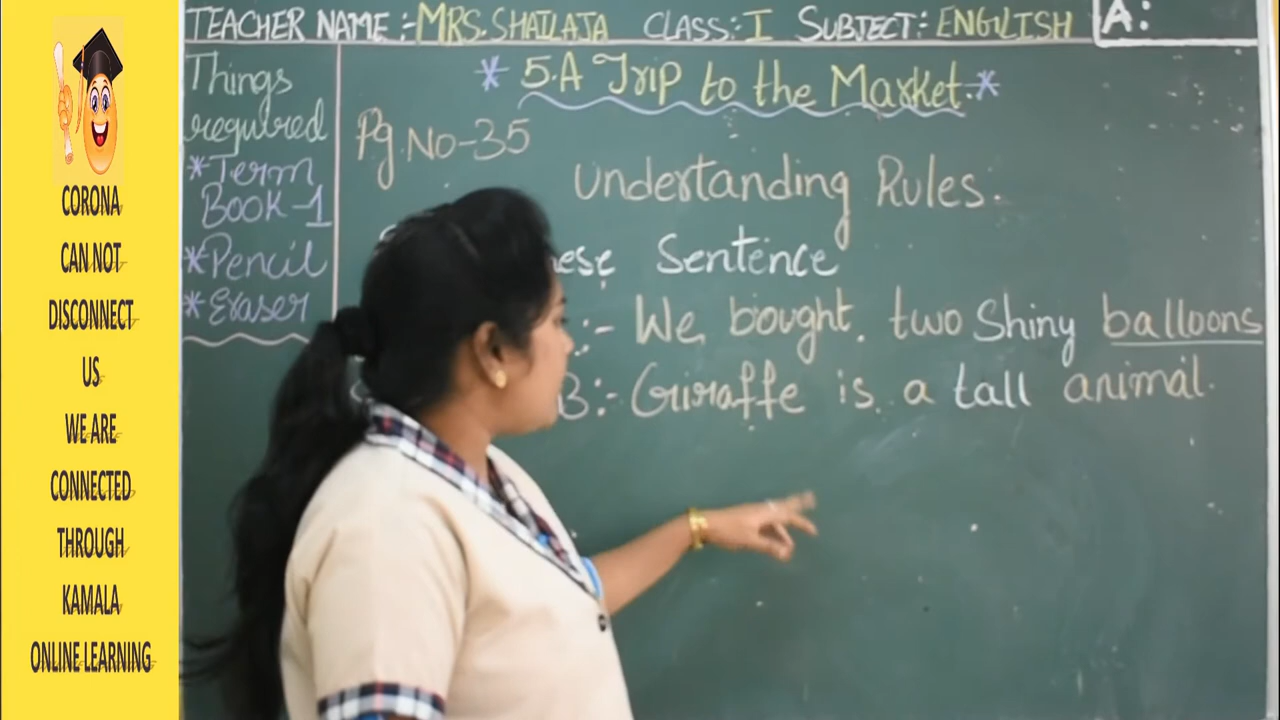 CORONA
CAN NOT
DISCONNECT
US
WE ARE
CONNECTED
THROUGH
KAMALA
ONLINE LEARNING
TEACHER NAME :- MRS. SHAILAJA CLASS:- I SUBJECT:- ENGLISH
A:
Things
required
*Term
Book-1
*Pencil
*Eraser
* 5.A Trip to the Market. *
Pg.No-35
Undertanding Rules.
Sentence
:- We bought. two Shiny balloons
B:- Giraffe is a tall animal.